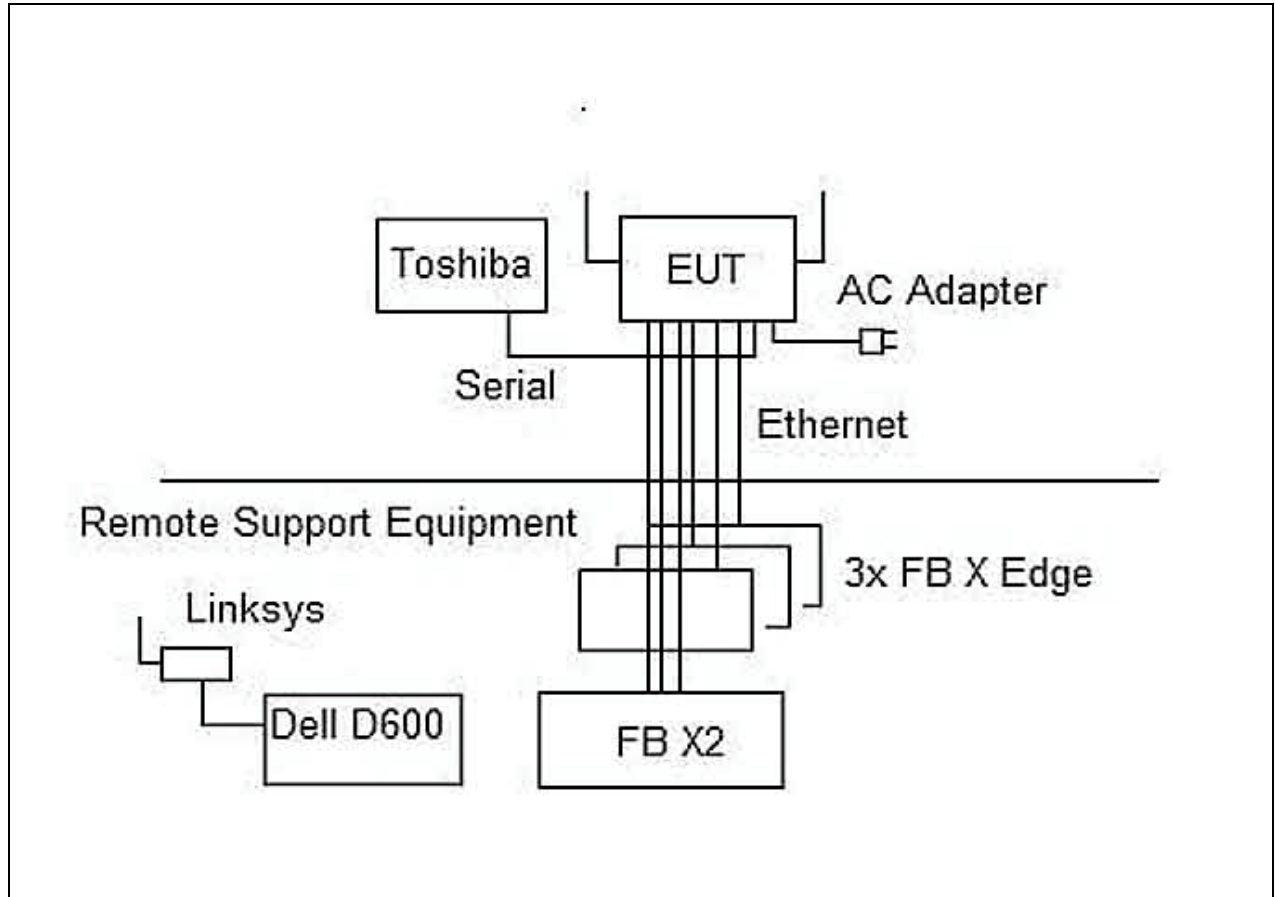 Toshiba
EUT
AC Adapter
Serial
Ethernet
Remote Support Equipment
3x FB X Edge
Linksys
Dell D600
FB X2